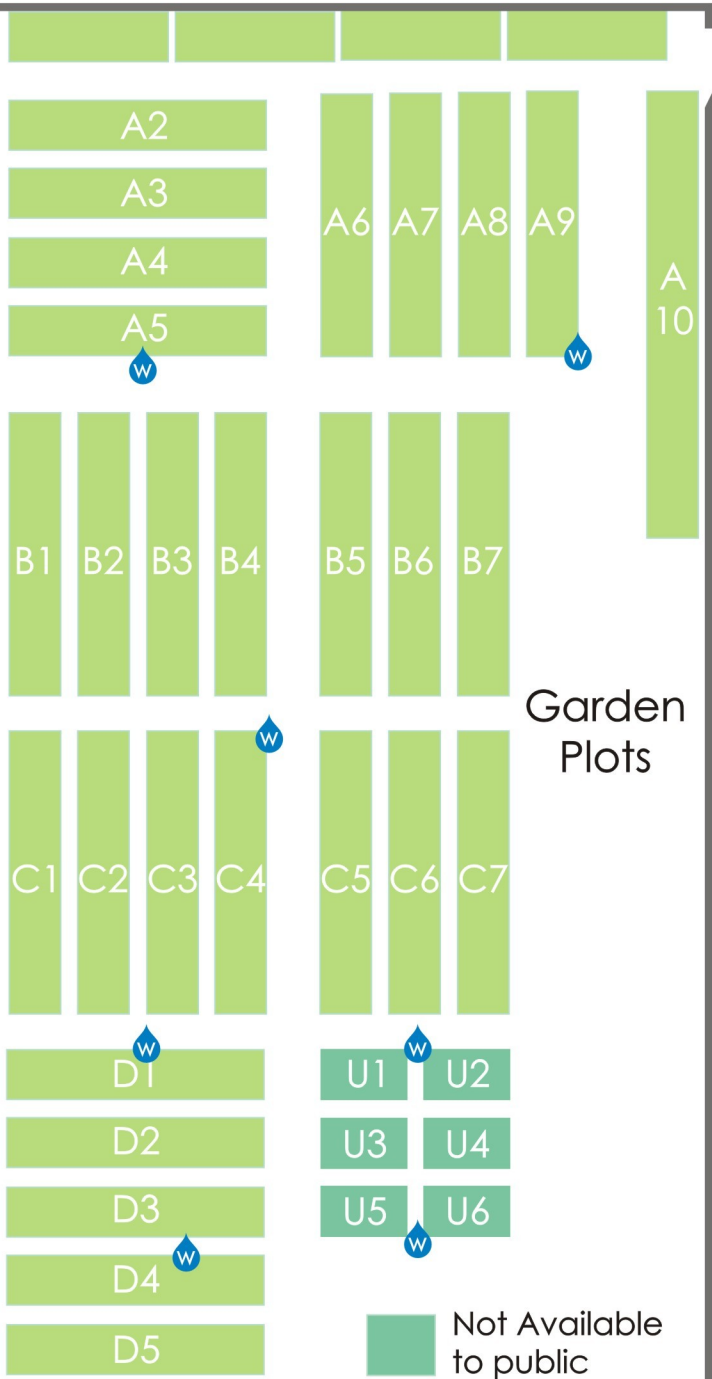 A2
A3
A4
A5
W
A6 A7 A8 A9
W
A
10
B1 B2 B3 B4 B5 B6 B7
Garden
Plots
W
C1 C2 C3 C4 C5 C6 C7
W
D1
D2
D3
W
D4
D5
W
U1 U2
U3 U4
U5 U6
W
Not Available
to public